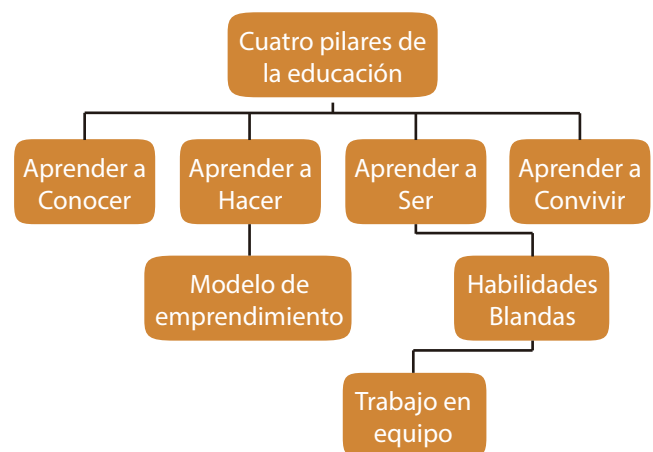 Cuatro pilares de
la educación
Aprender a
Conocer
Aprender a
Hacer
Aprender a
Ser
Aprender a
Convivir
Modelo de
emprendimiento
Habilidades
Blandas
Trabajo en
equipo